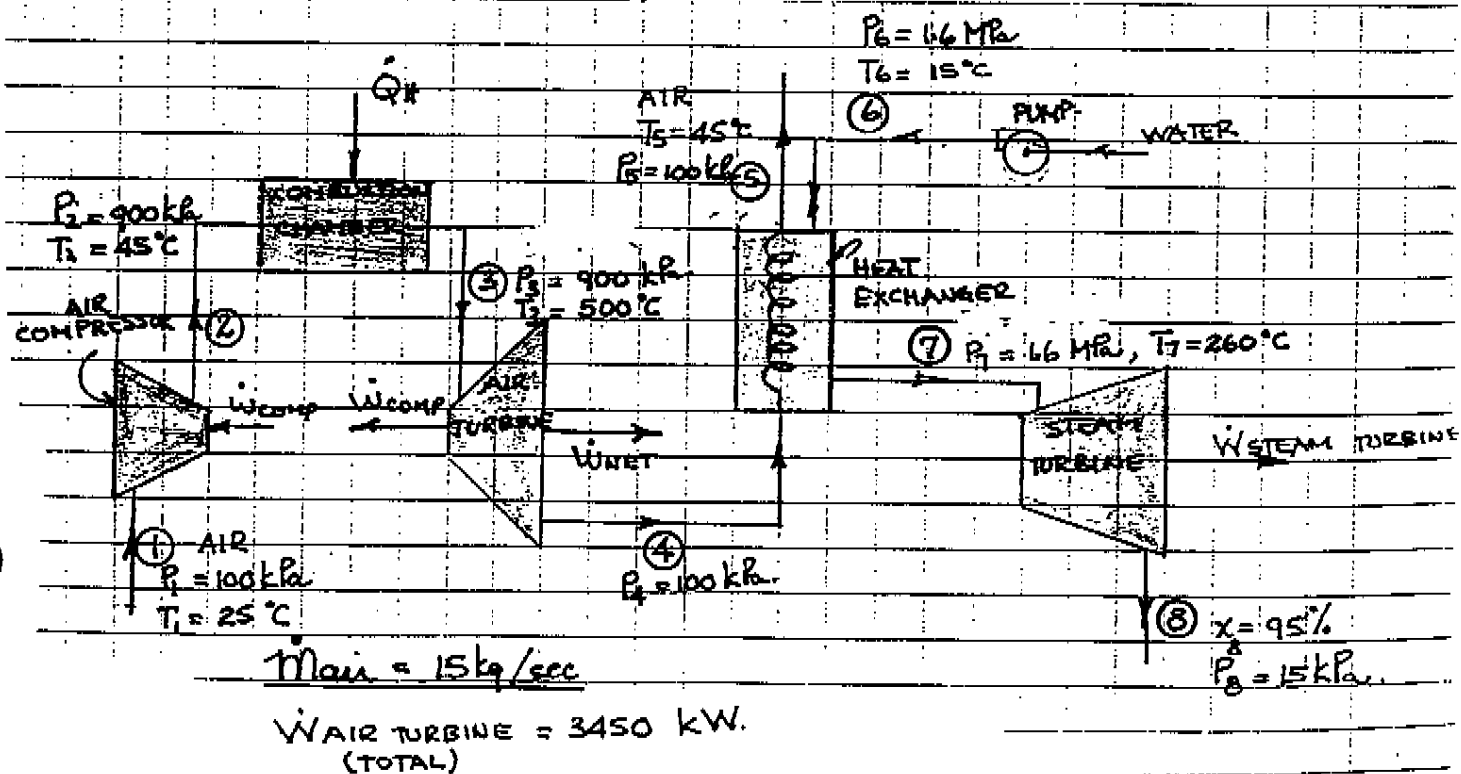 P6 = 1.6 MPa
T6 = 15°C
Q̇H
AIR
T5 = 45°C
P5 = 100 kPa
⑤
⑥
PUMP
WATER
P2 = 900 kPa
T2 = 45°C
CHAMBER
AIR
COMPRESSOR
②
③ P3 = 900 kPa
T3 = 500°C
HEAT
EXCHANGER
⑦ P7 = 1.6 MPa, T7 = 260°C
ẆCOMP
ẆCOMP
AIR
TURBINE
ẆNET
STEAM
TURBINE
ẆSTEAM TURBINE
① AIR
P1 = 100 kPa
T1 = 25°C
④
P4 = 100 kPa.
⑧ x8 = 95%
P8 = 15 kPa.
ṁair = 15 kg/sec
ẆAIR TURBINE = 3450 kW.
(TOTAL)